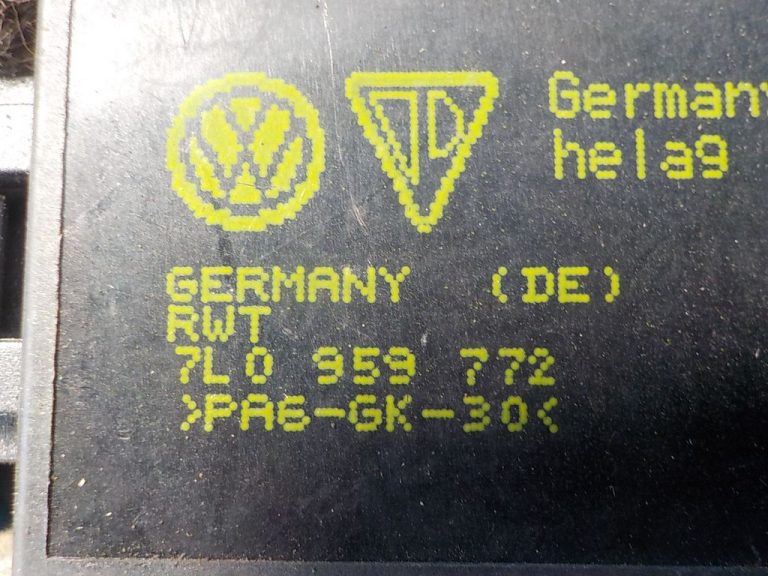 Germany
helag
GERMANY (DE)
RWT
7L0 959 772
>PA6-GK-30<